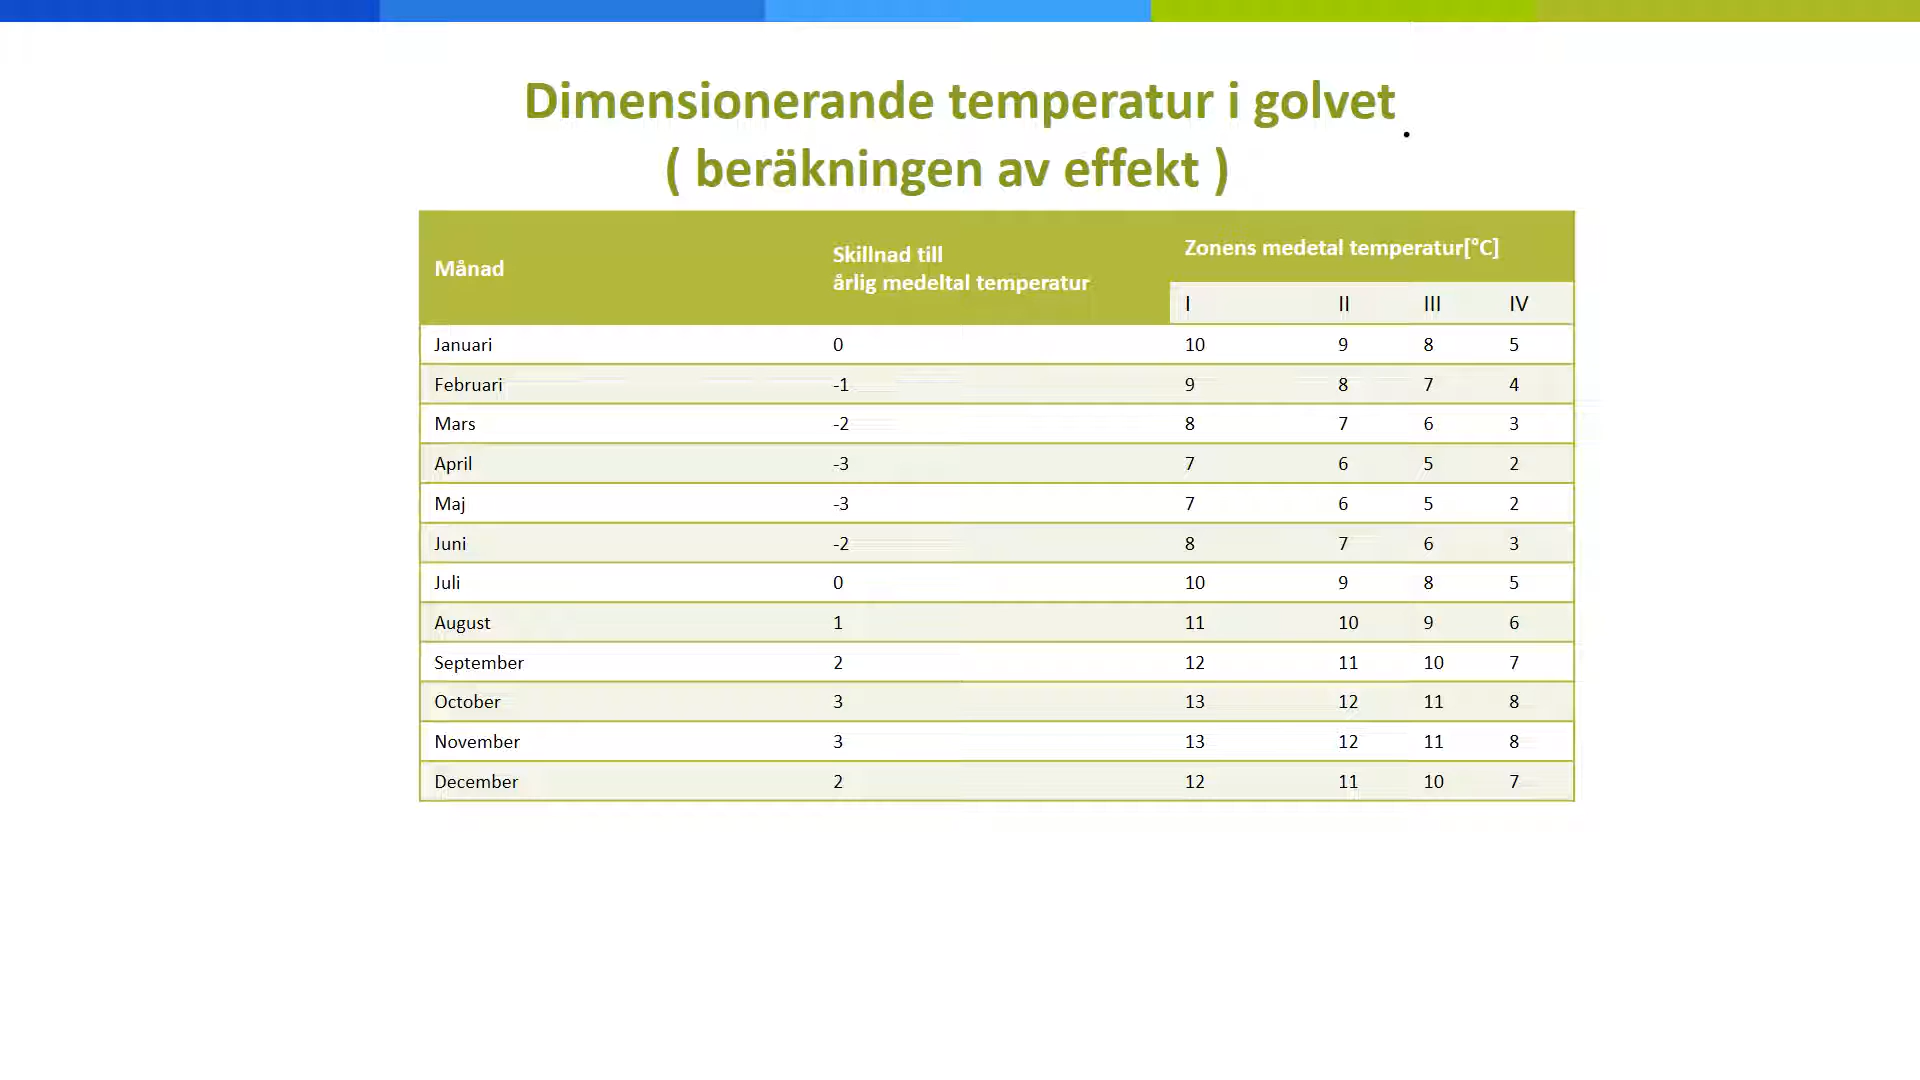 Dimensionerande temperatur i golvet
( beräkningen av effekt )
Månad
Skillnad till
årlig medeltal temperatur
Zonens medetal temperatur[°C]
I II III IV
Januari 0 10 9 8 5
Februari -1 9 8 7 4
Mars -2 8 7 6 3
April -3 7 6 5 2
Maj -3 7 6 5 2
Juni -2 8 7 6 3
Juli 0 10 9 8 5
August 1 11 10 9 6
September 2 12 11 10 7
October 3 13 12 11 8
November 3 13 12 11 8
December 2 12 11 10 7